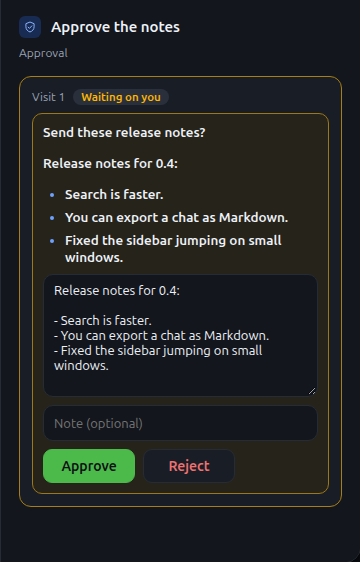 Approve the notes
Approval
Visit 1 Waiting on you
Send these release notes?
Release notes for 0.4:
• Search is faster.
• You can export a chat as Markdown.
• Fixed the sidebar jumping on small
windows.
Release notes for 0.4:
- Search is faster.
- You can export a chat as Markdown.
- Fixed the sidebar jumping on small
windows.
Note (optional)
Approve Reject